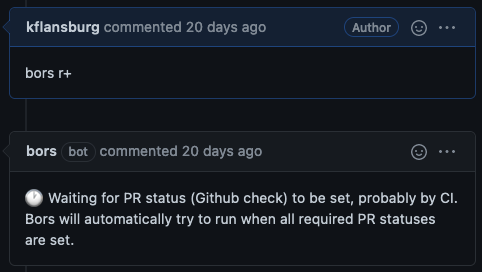 kflansburg commented 20 days ago Author
bors r+
bors bot commented 20 days ago
🕐 Waiting for PR status (Github check) to be set, probably by CI.
Bors will automatically try to run when all required PR statuses
are set.